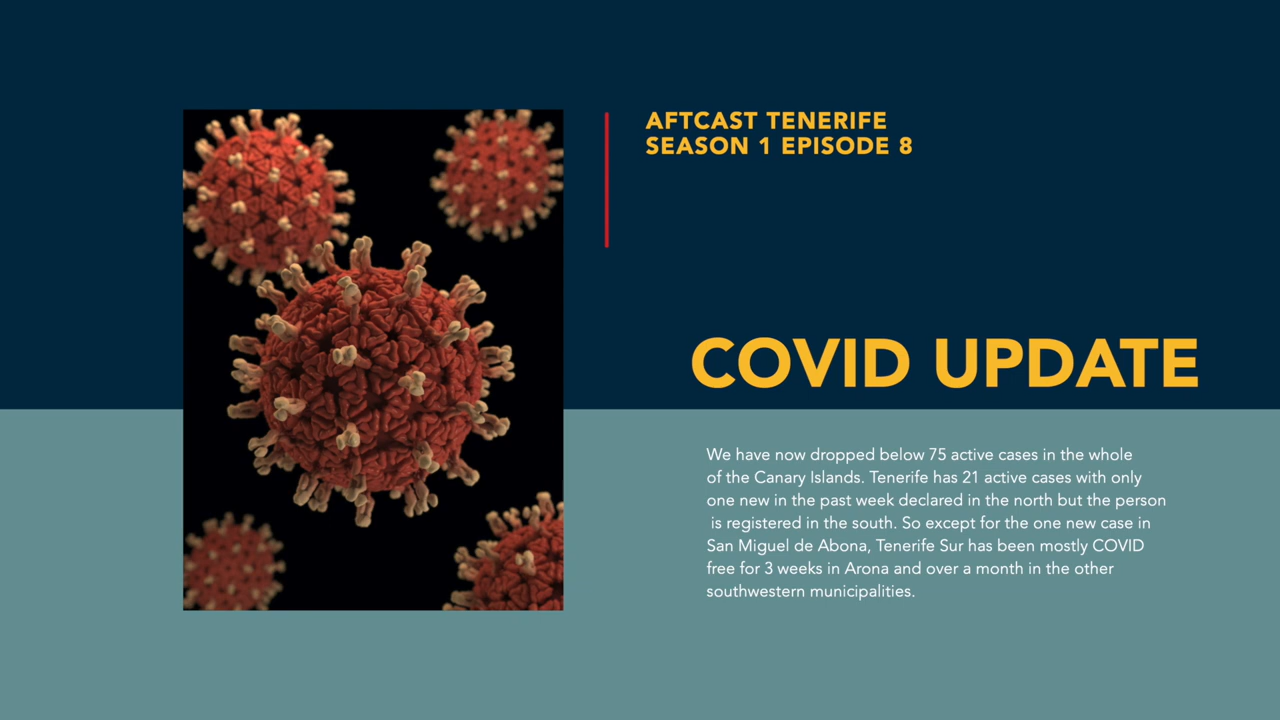 AFTCAST TENERIFE
SEASON 1 EPISODE 8
COVID UPDATE
We have now dropped below 75 active cases in the whole
of the Canary Islands. Tenerife has 21 active cases with only
one new in the past week declared in the north but the person
is registered in the south. So except for the one new case in
San Miguel de Abona, Tenerife Sur has been mostly COVID
free for 3 weeks in Arona and over a month in the other
southwestern municipalities.